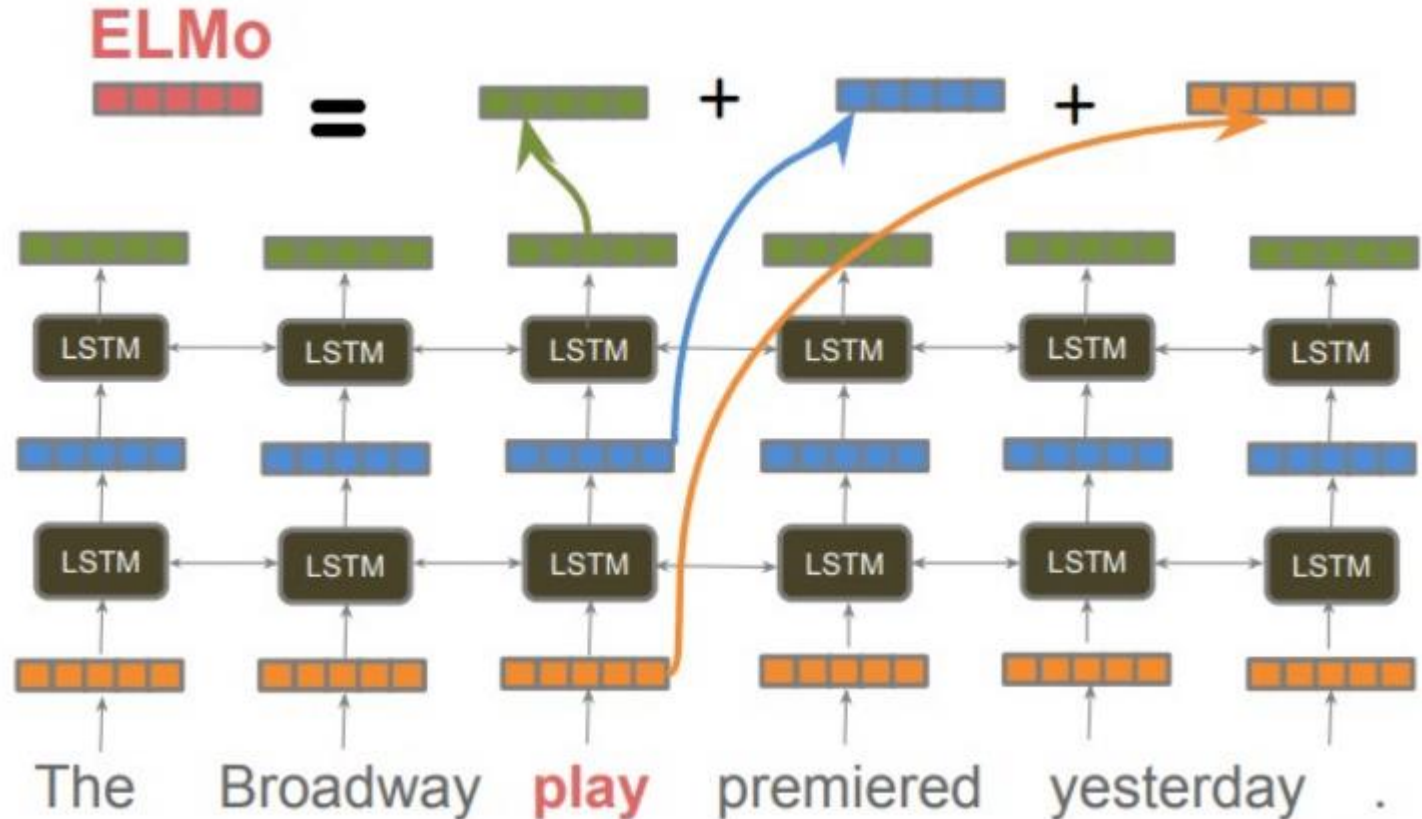 ELMo
= + +
LSTM LSTM LSTM LSTM LSTM LSTM
LSTM LSTM LSTM LSTM LSTM LSTM
The Broadway play premiered yesterday .